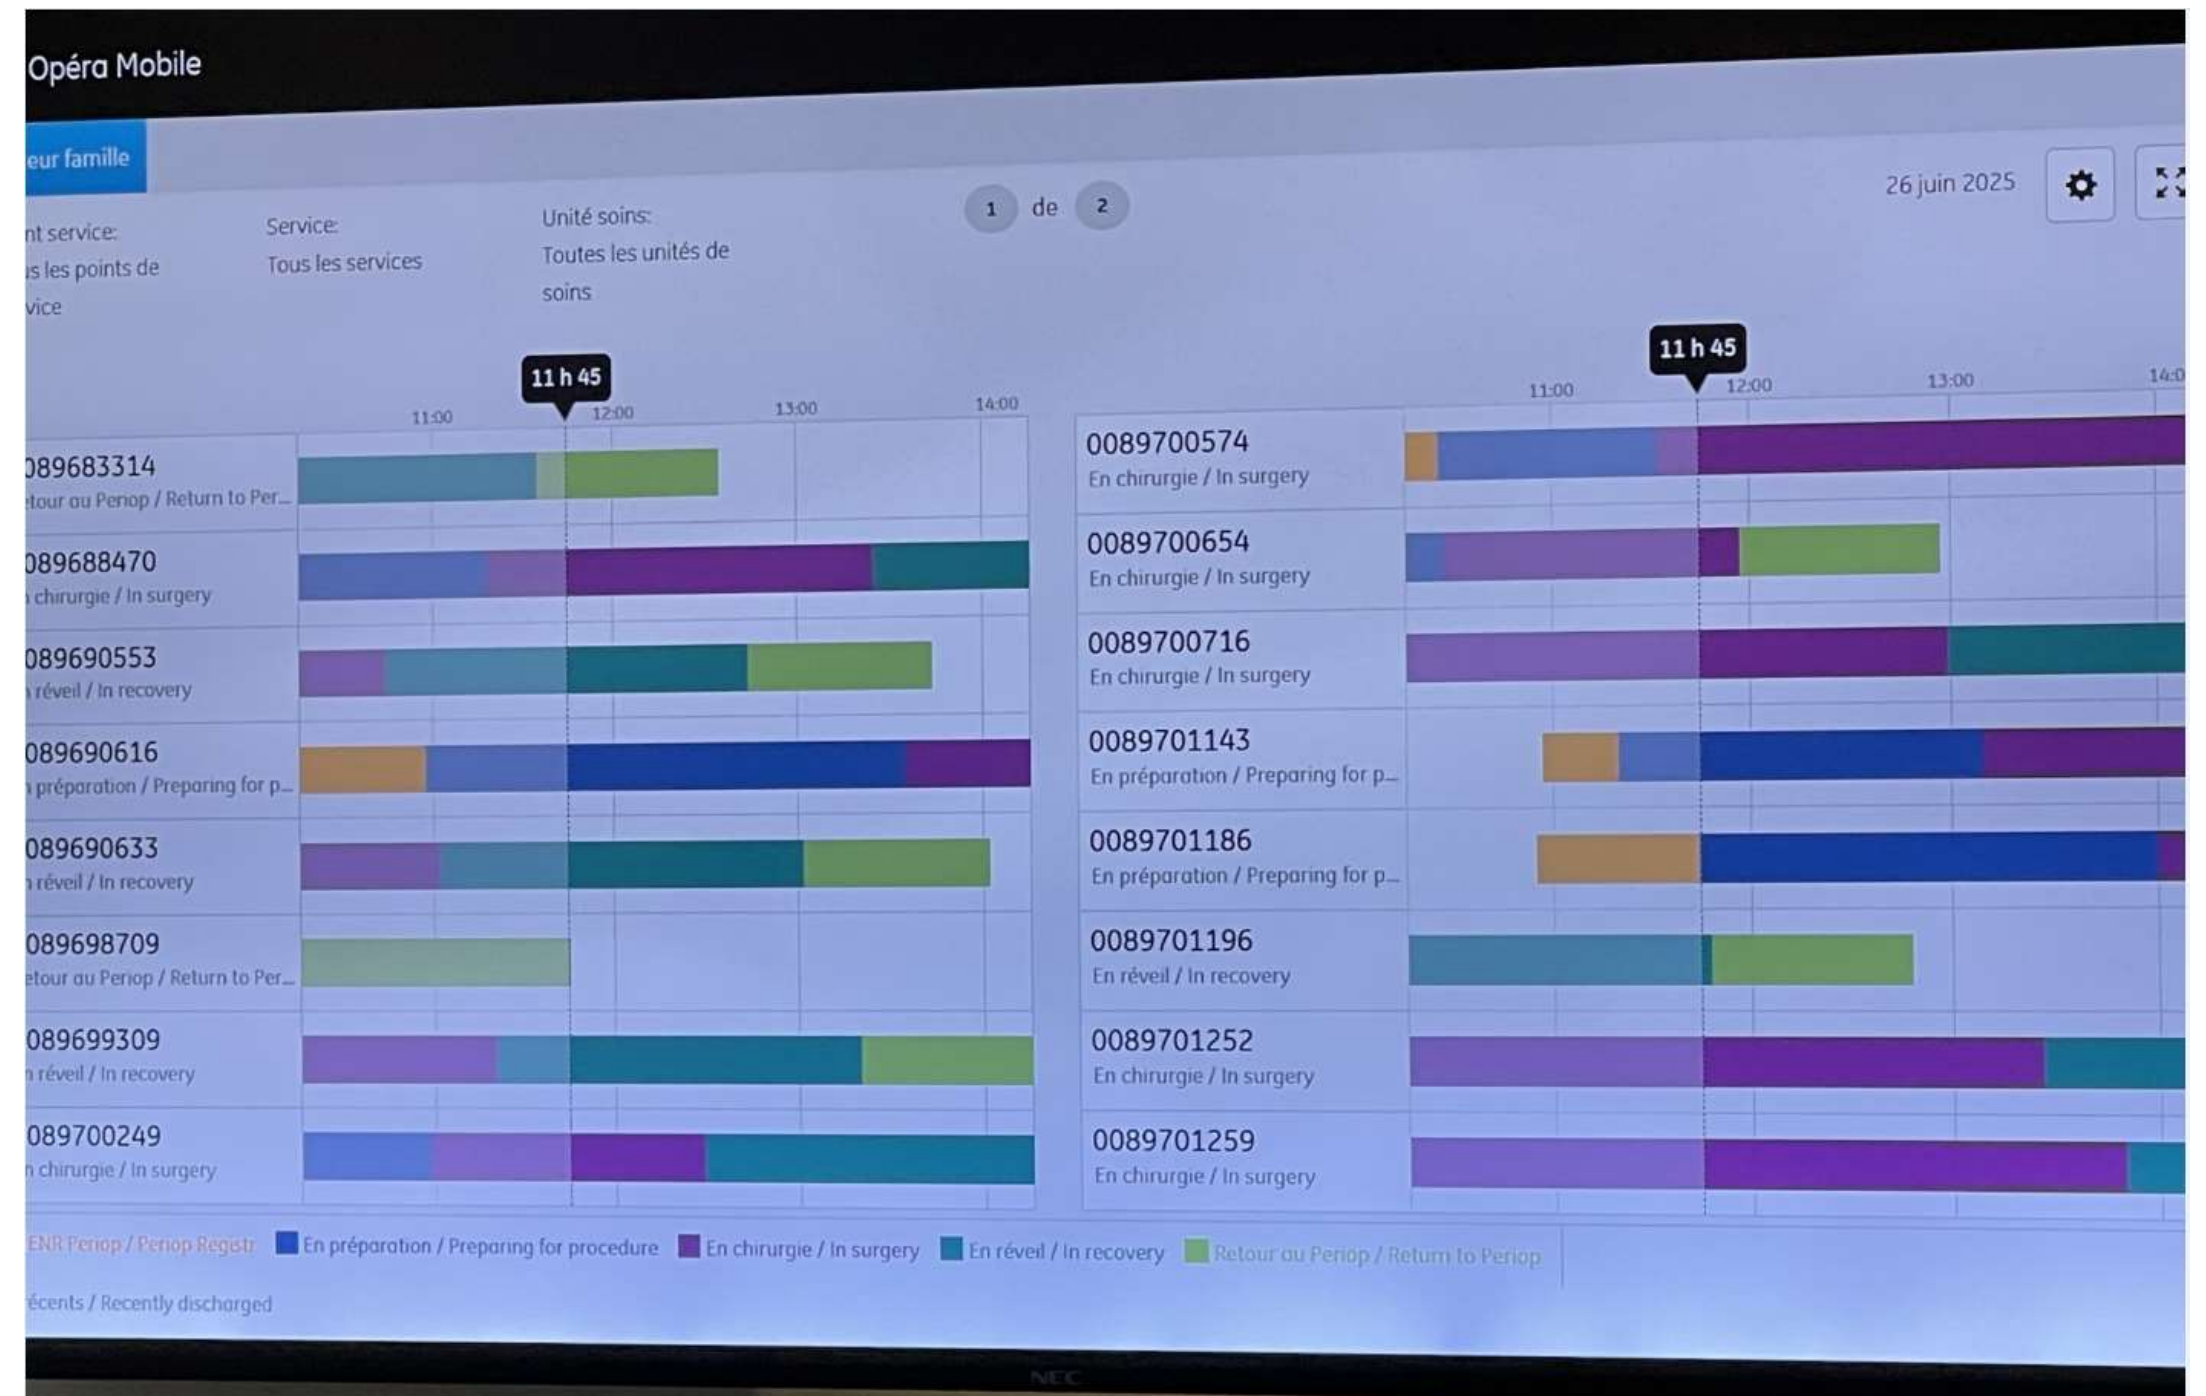 Opéra Mobile
eur famille
nt service:
s les points de
vice
Service:
Tous les services
Unité soins:
Toutes les unités de
soins
1 de 2
26 juin 2025
11 h 45
11:00 12:00 13:00 14:00
089683314
tour au Periop / Return to Per...
089688470
chirurgie / In surgery
089690553
réveil / In recovery
089690616
préparation / Preparing for p...
089690633
réveil / In recovery
089698709
etour au Periop / Return to Per...
089699309
n réveil / In recovery
089700249
n chirurgie / In surgery
11 h 45
11:00 12:00 13:00 14:0
0089700574
En chirurgie / In surgery
0089700654
En chirurgie / In surgery
0089700716
En chirurgie / In surgery
0089701143
En préparation / Preparing for p...
0089701186
En préparation / Preparing for p...
0089701196
En réveil / In recovery
0089701252
En chirurgie / In surgery
0089701259
En chirurgie / In surgery
ENR Periop / Periop Registr En préparation / Preparing for procedure En chirurgie / In surgery En réveil / In recovery Retour au Periop / Return to Periop
écents / Recently discharged
NEC